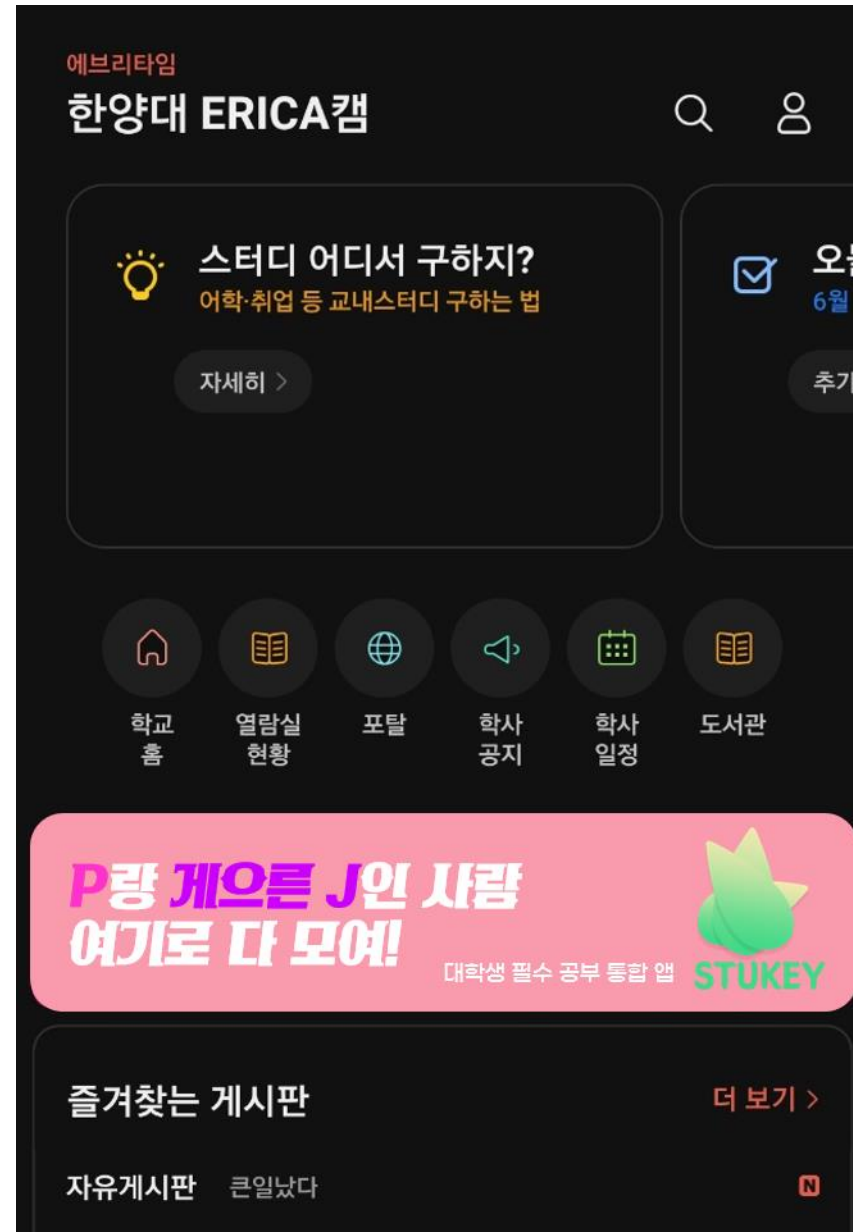 에브리타임
한양대 ERICA캠
스터디 어디서 구하지?
어학·취업 등 교내스터디 구하는 법
자세히 >
6월
추가
학교
홈
열람실
현황
포탈
학사
공지
학사
일정
도서관
P랑 게으른 J인 사람
여기로 다 모여!
대학생 필수 공부 통합 앱
STUKEY
즐겨찾는 게시판
더 보기 >
자유게시판 큰일났다
N